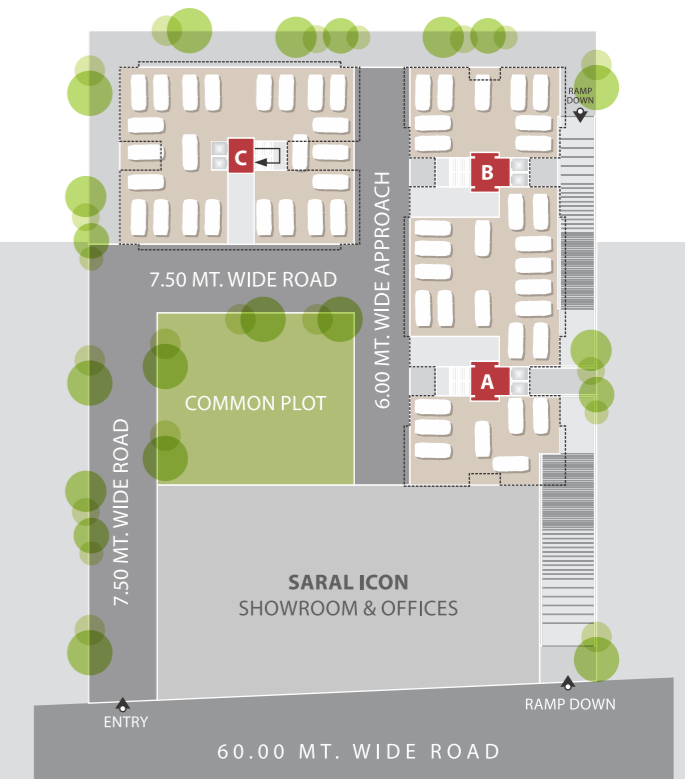 RAMP
DOWN
C
B
6.00 MT. WIDE APPROACH
7.50 MT. WIDE ROAD
A
COMMON PLOT
7.50 MT. WIDE ROAD
SARAL ICON
SHOWROOM & OFFICES
RAMP DOWN
ENTRY
60.00 MT. WIDE ROAD